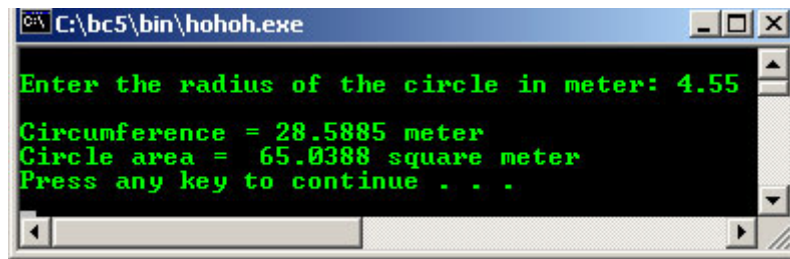 C:\bc5\bin\hohoh.exe
Enter the radius of the circle in meter: 4.55
Circumference = 28.5885 meter
Circle area =  65.0388 square meter
Press any key to continue . . .